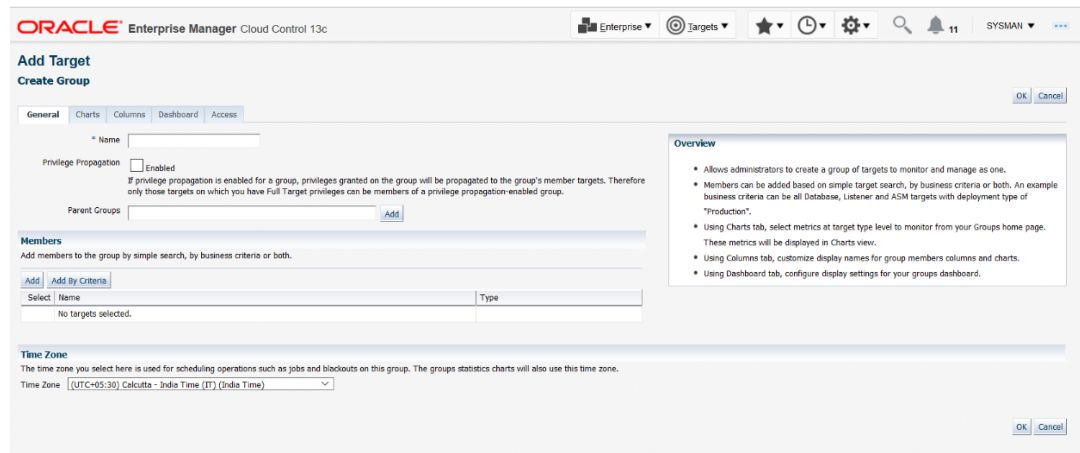 ORACLE Enterprise Manager Cloud Control 13c
Enterprise ▼ Targets ▼ 11 SYSMAN ▼ ...
Add Target
Create Group
OK Cancel
General Charts Columns Dashboard Access
* Name
Privilege Propagation Enabled
If privilege propagation is enabled for a group, privileges granted on the group will be propagated to the group's member targets. Therefore
only those targets on which you have Full Target privileges can be members of a privilege propagation-enabled group.
Parent Groups Add
Overview
• Allows administrators to create a group of targets to monitor and manage as one.
• Members can be added based on simple target search, by business criteria or both. An example
business criteria can be all Database, Listener and ASM targets with deployment type of
"Production".
• Using Charts tab, select metrics at target type level to monitor from your Groups home page.
These metrics will be displayed in Charts view.
• Using Columns tab, customize display names for group members columns and charts.
• Using Dashboard tab, configure display settings for your groups dashboard.
Members
Add members to the group by simple search, by business criteria or both.
Add Add By Criteria
Select Name Type
No targets selected.
Time Zone
The time zone you select here is used for scheduling operations such as jobs and blackouts on this group. The groups statistics charts will also use this time zone.
Time Zone (UTC+05:30) Calcutta - India Time (IT) (India Time)
OK Cancel